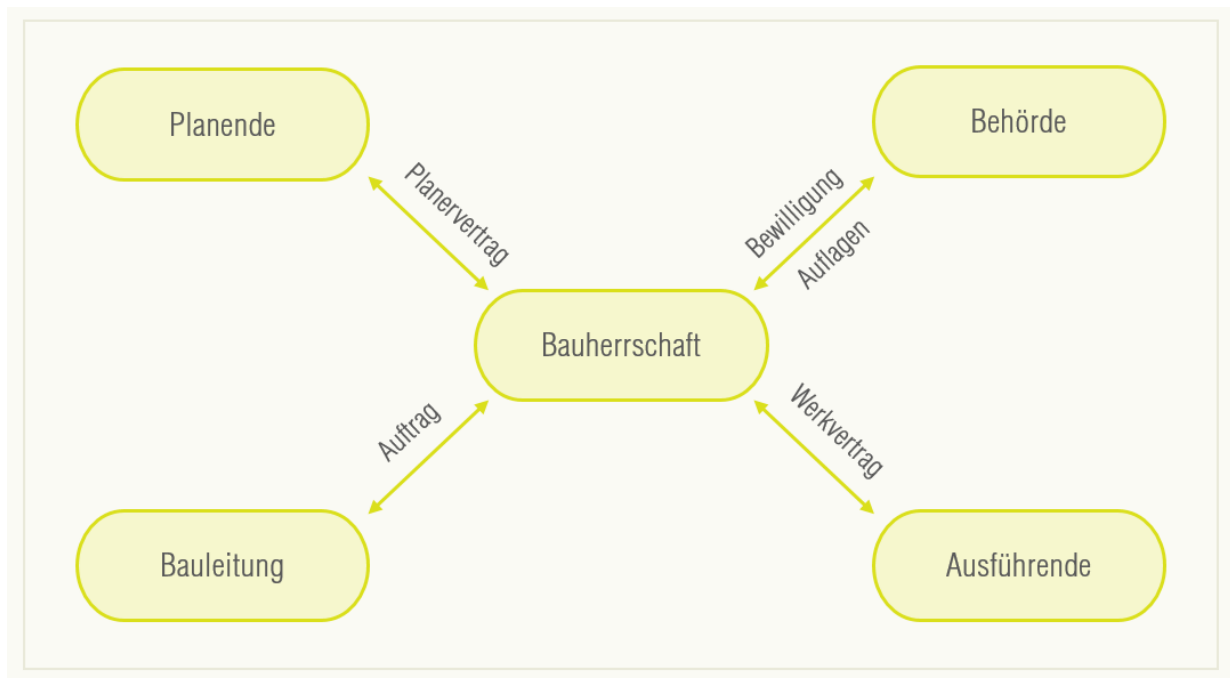 Planende
Behörde
Planervertrag
Bewilligung
Auflagen
Bauherrschaft
Auftrag
Werkvertrag
Bauleitung
Ausführende